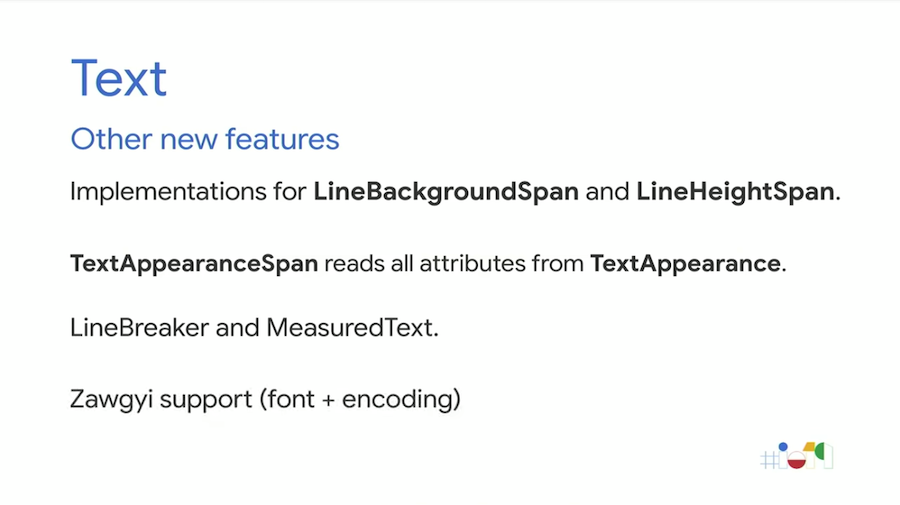 Text
Other new features
Implementations for LineBackgroundSpan and LineHeightSpan.
TextAppearanceSpan reads all attributes from TextAppearance.
LineBreaker and MeasuredText.
Zawgyi support (font + encoding)
#io19